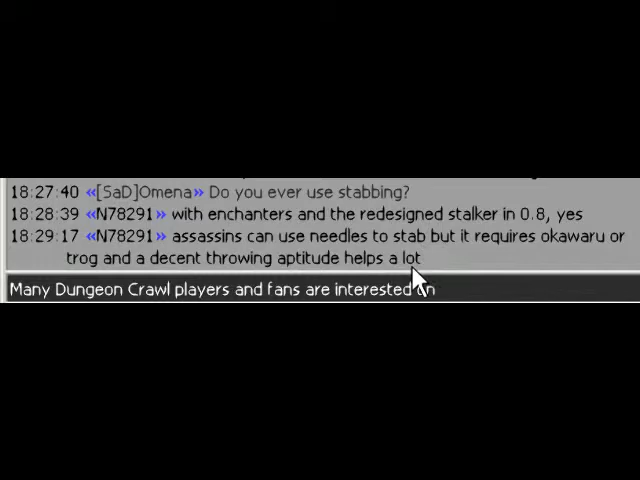 18:27:40 «[SaD]Omena» Do you ever use stabbing?
18:28:39 «N78291» with enchanters and the redesigned stalker in 0.8, yes
18:29:17 «N78291» assassins can use needles to stab but it requires okawaru or
trog and a decent throwing aptitude helps a lot
Many Dungeon Crawl players and fans are interested on